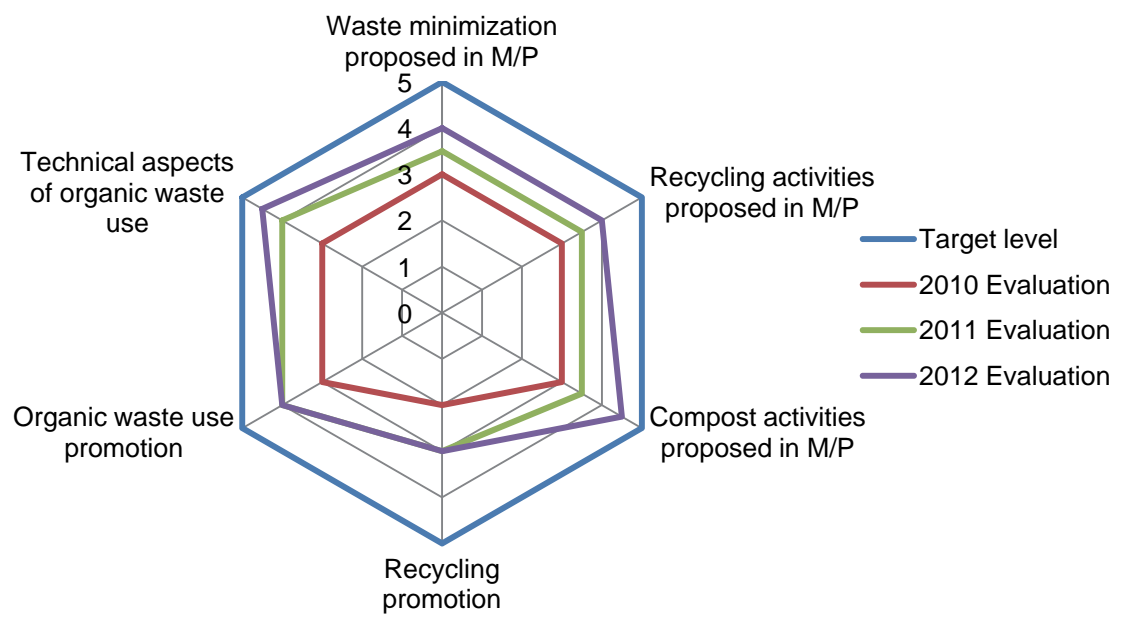 Waste minimization
proposed in M/P
5
4
3
2
1
0
Technical aspects
of organic waste
use
Recycling activities
proposed in M/P
Organic waste use
promotion
Compost activities
proposed in M/P
Recycling
promotion
Target level
2010 Evaluation
2011 Evaluation
2012 Evaluation